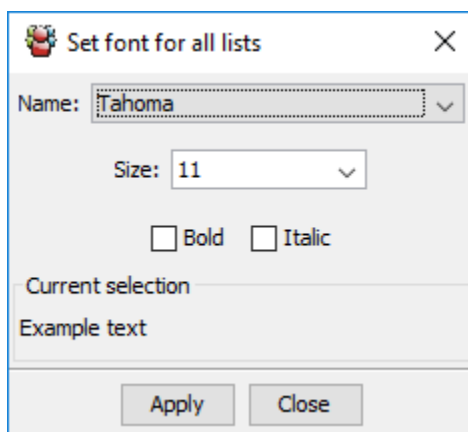 Set font for all lists
Name: Tahoma
Size: 11
Bold Italic
Current selection
Example text
Apply Close